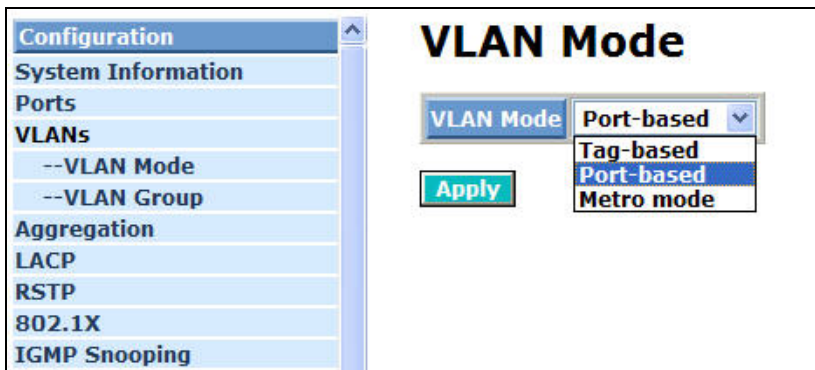 Configuration
System Information
Ports
VLANs
--VLAN Mode
--VLAN Group
Aggregation
LACP
RSTP
802.1X
IGMP Snooping
VLAN Mode
VLAN Mode Port-based
Tag-based
Port-based
Metro mode
Apply